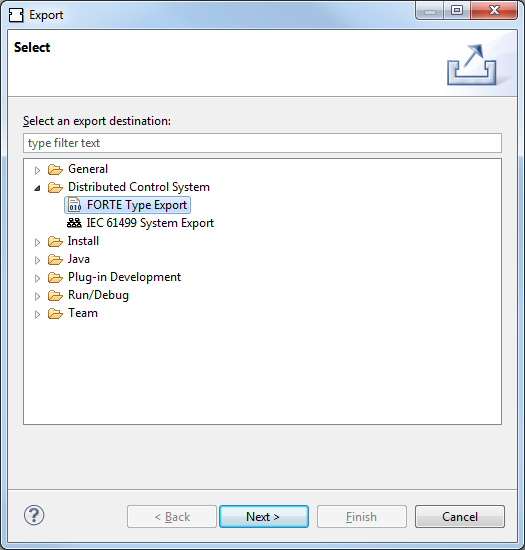 Export
Select
Select an export destination:
type filter text
General
Distributed Control System
010
FORTE Type Export
IEC 61499 System Export
Install
Java
Plug-in Development
Run/Debug
Team
?
< Back
Next >
Finish
Cancel